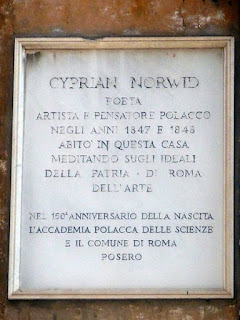 CYPRIAN NORWID
POETA
ARTISTA E PENSATORE POLACCO
NEGLI ANNI 1847 E 1848
ABITO' IN QUESTA CASA
MEDITANDO SUGLI IDEALI
DELLA PATRIA · DI ROMA
DELL'ARTE
NEL 150° ANNIVERSARIO DELLA NASCITA
L'ACCADEMIA POLACCA DELLE SCIENZE
E IL COMUNE DI ROMA
POSERO